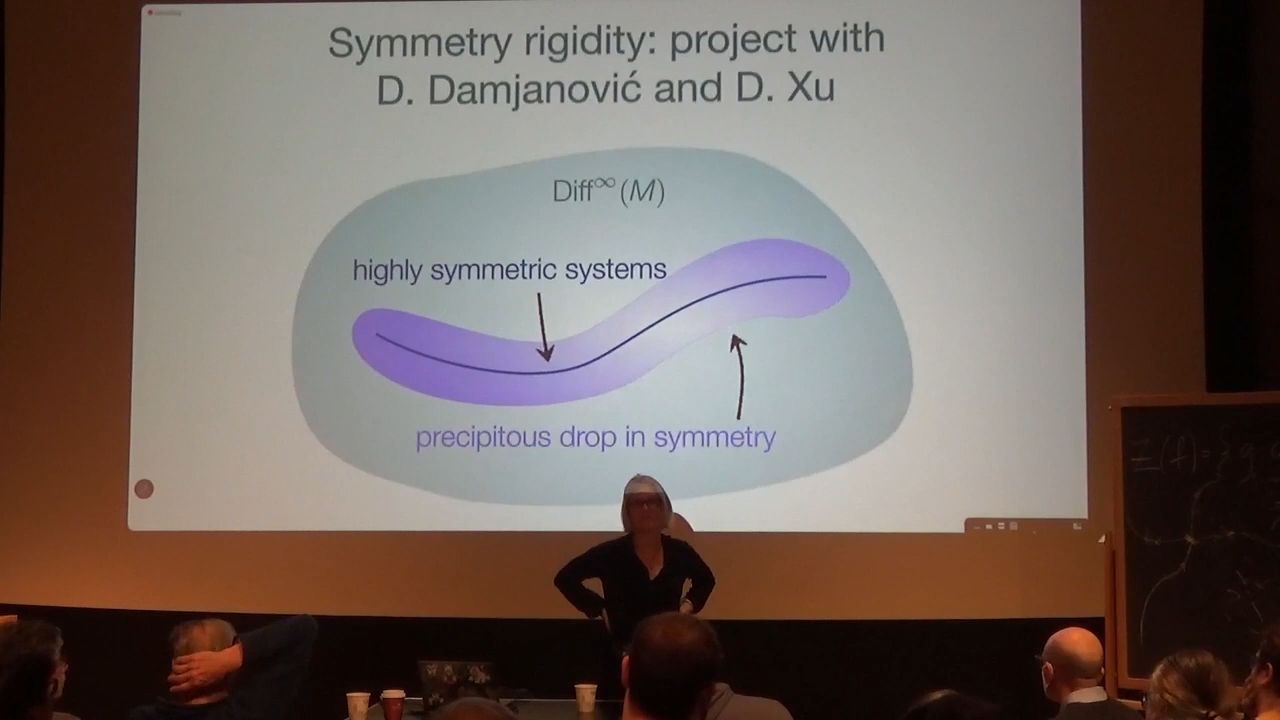 Symmetry rigidity: project with
D. Damjanović and D. Xu
Diff∞(M)
highly symmetric systems
precipitous drop in symmetry
Z(f) = { g